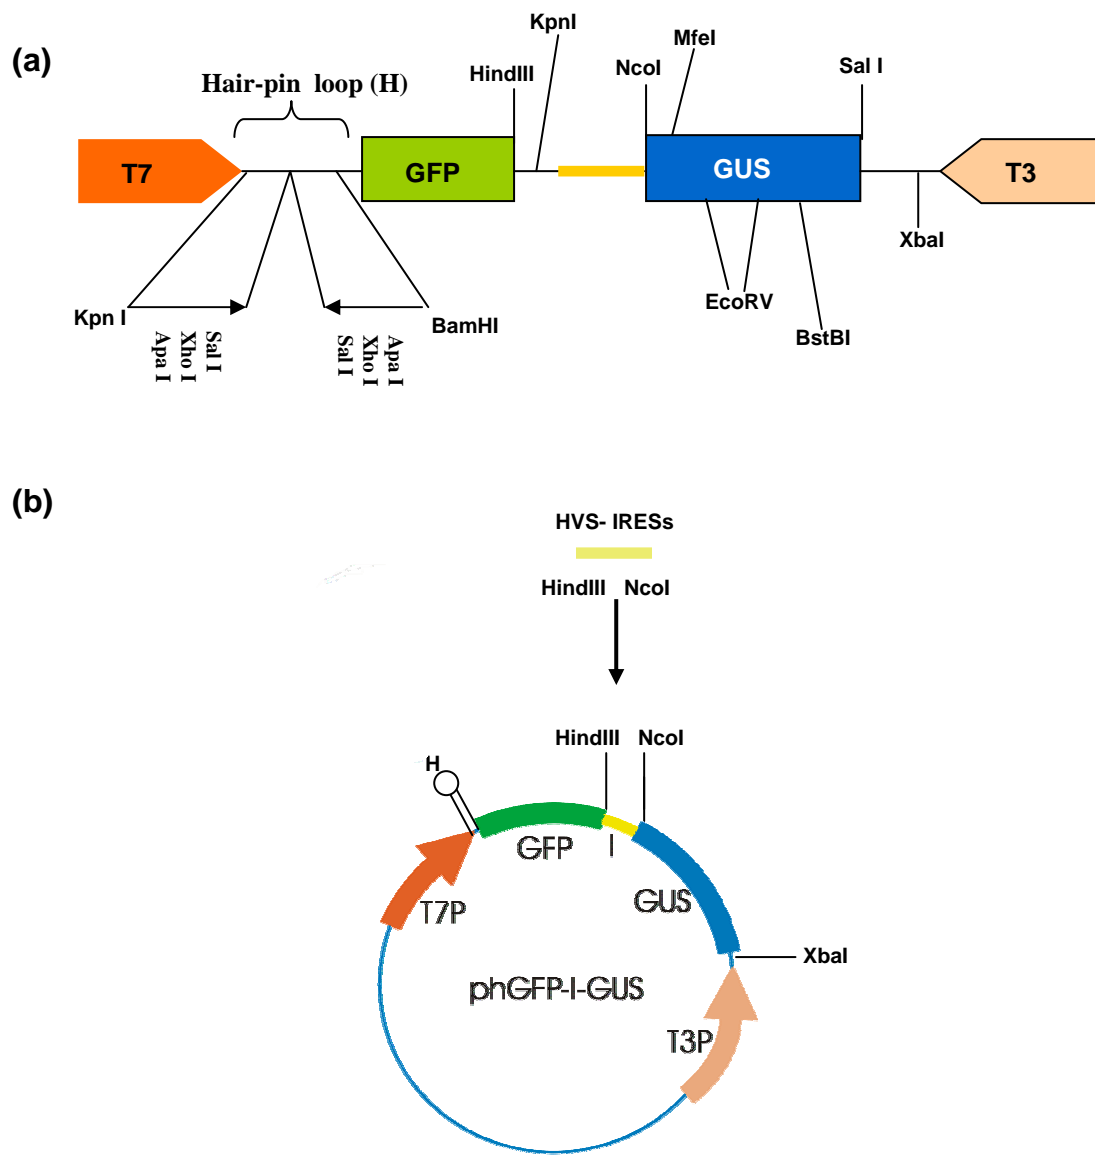 (a)
KpnI
MfeI
HindIII
NcoI
Sal I
Hair-pin loop (H)
T7
GFP
GUS
T3
XbaI
EcoRV
BstBI
Kpn I
BamHI
Apa I
Xho I
Sal I
Sal I
Xho I
Apa I
(b)
HVS- IRESs
HindIII NcoI
HindIII NcoI
H
GFP
I
GUS
T7P
XbaI
phGFP-I-GUS
T3P